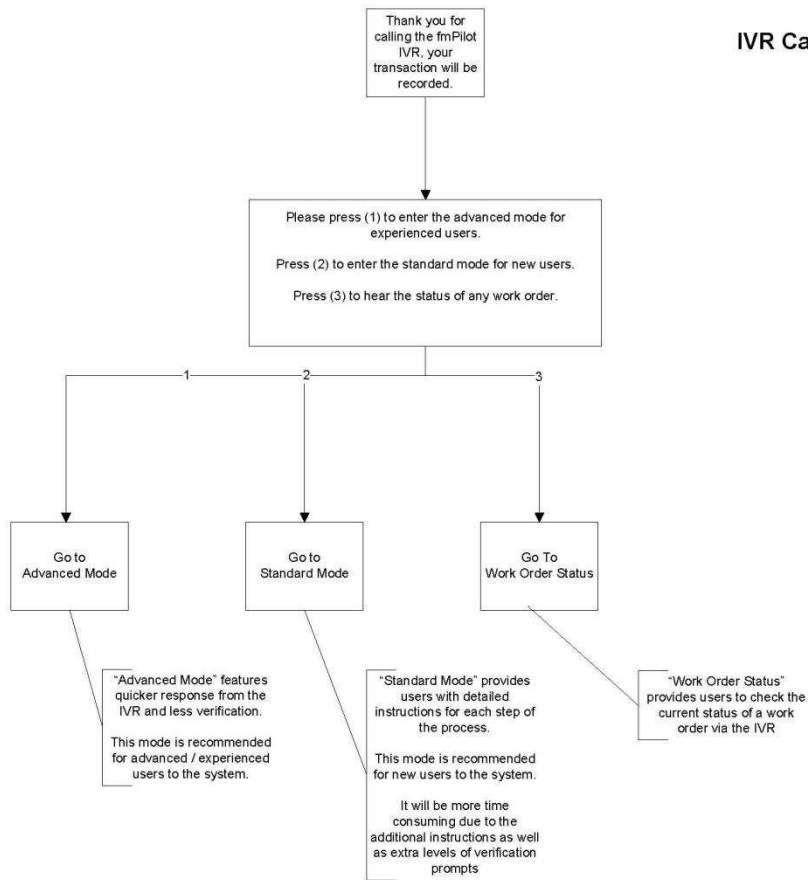 Thank you for
calling the fmPilot
IVR, your
transaction will be
recorded.
IVR Ca
Please press (1) to enter the advanced mode for
experienced users.
Press (2) to enter the standard mode for new users.
Press (3) to hear the status of any work order.
1
2
3
Go to
Advanced Mode
Go to
Standard Mode
Go To
Work Order Status
“Advanced Mode” features
quicker response from the
IVR and less verification.
This mode is recommended
for advanced / experienced
users to the system.
“Standard Mode” provides
users with detailed
instructions for each step of
the process.
This mode is recommended
for new users to the system.
It will be more time
consuming due to the
additional instructions as well
as extra levels of verification
prompts
“Work Order Status”
provides users to check the
current status of a work
order via the IVR